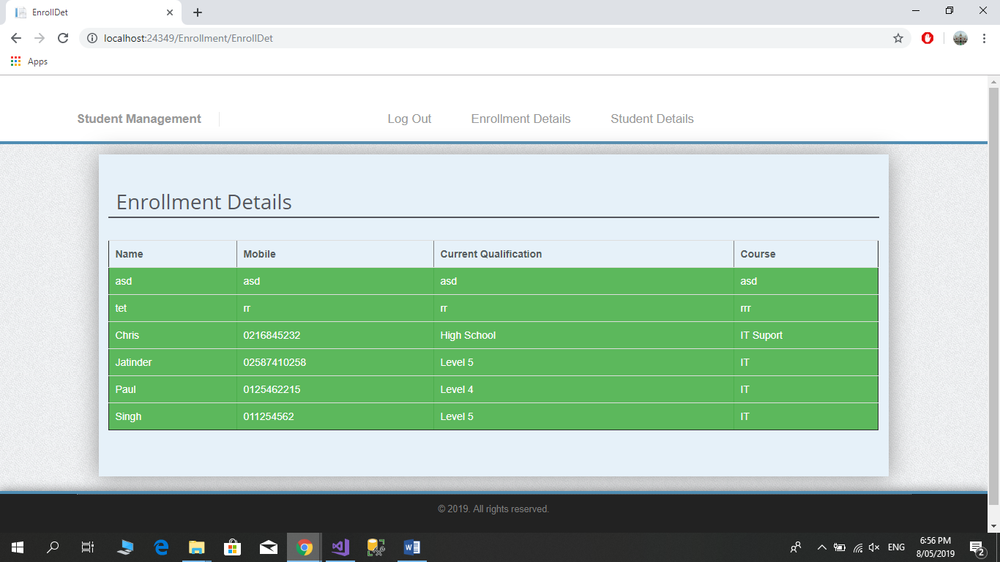 EnrollDet
localhost:24349/Enrollment/EnrollDet
Apps
Student Management Log Out Enrollment Details Student Details
Enrollment Details
Name Mobile Current Qualification Course
asd asd asd asd
tet rr rr rrr
Chris 0216845232 High School IT Suport
Jatinder 02587410258 Level 5 IT
Paul 0125462215 Level 4 IT
Singh 011254562 Level 5 IT
© 2019. All rights reserved.
ENG
6:56 PM
8/05/2019
2